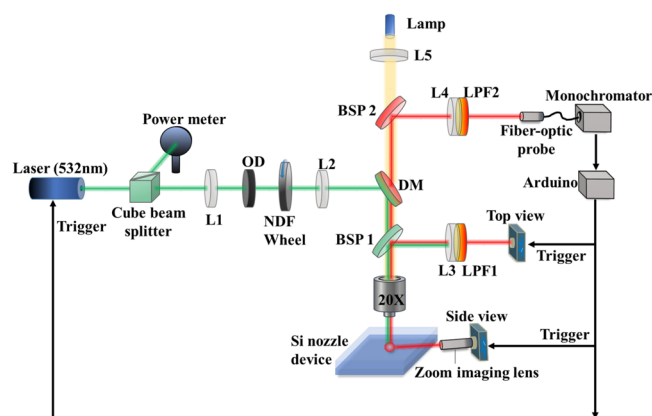 Lamp
L5
Power meter
BSP 2
L4
LPF2
Monochromator
Fiber-optic
probe
Laser (532nm)
OD
L2
DM
Arduino
Trigger
Cube beam
splitter
L1
NDF
Wheel
BSP 1
Top view
L3
LPF1
Trigger
20X
Side view
Si nozzle
device
Trigger
Zoom imaging lens